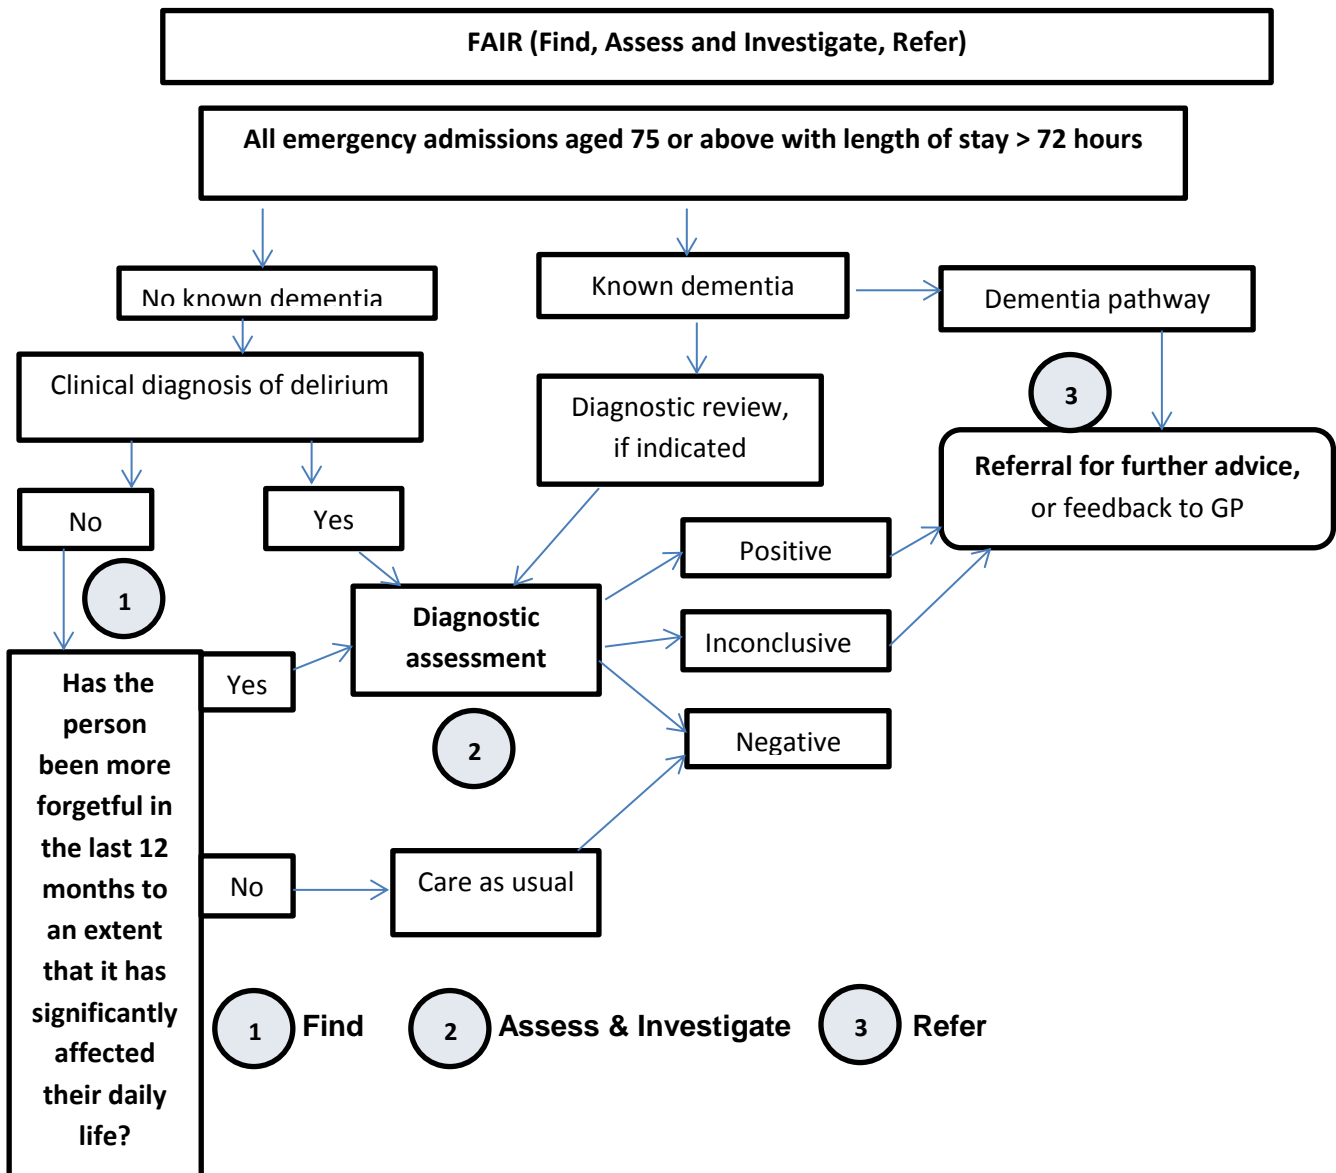 FAIR (Find, Assess and Investigate, Refer)
All emergency admissions aged 75 or above with length of stay > 72 hours
No known dementia
Known dementia
Dementia pathway
Clinical diagnosis of delirium
Diagnostic review,
if indicated
3
Referral for further advice,
or feedback to GP
No
Yes
1
Positive
Diagnostic
assessment
Inconclusive
Negative
2
Has the
person
been more
forgetful in
the last 12
months to
an extent
that it has
significantly
affected
their daily
life?
Yes
No
Care as usual
1 Find
2 Assess & Investigate
3 Refer